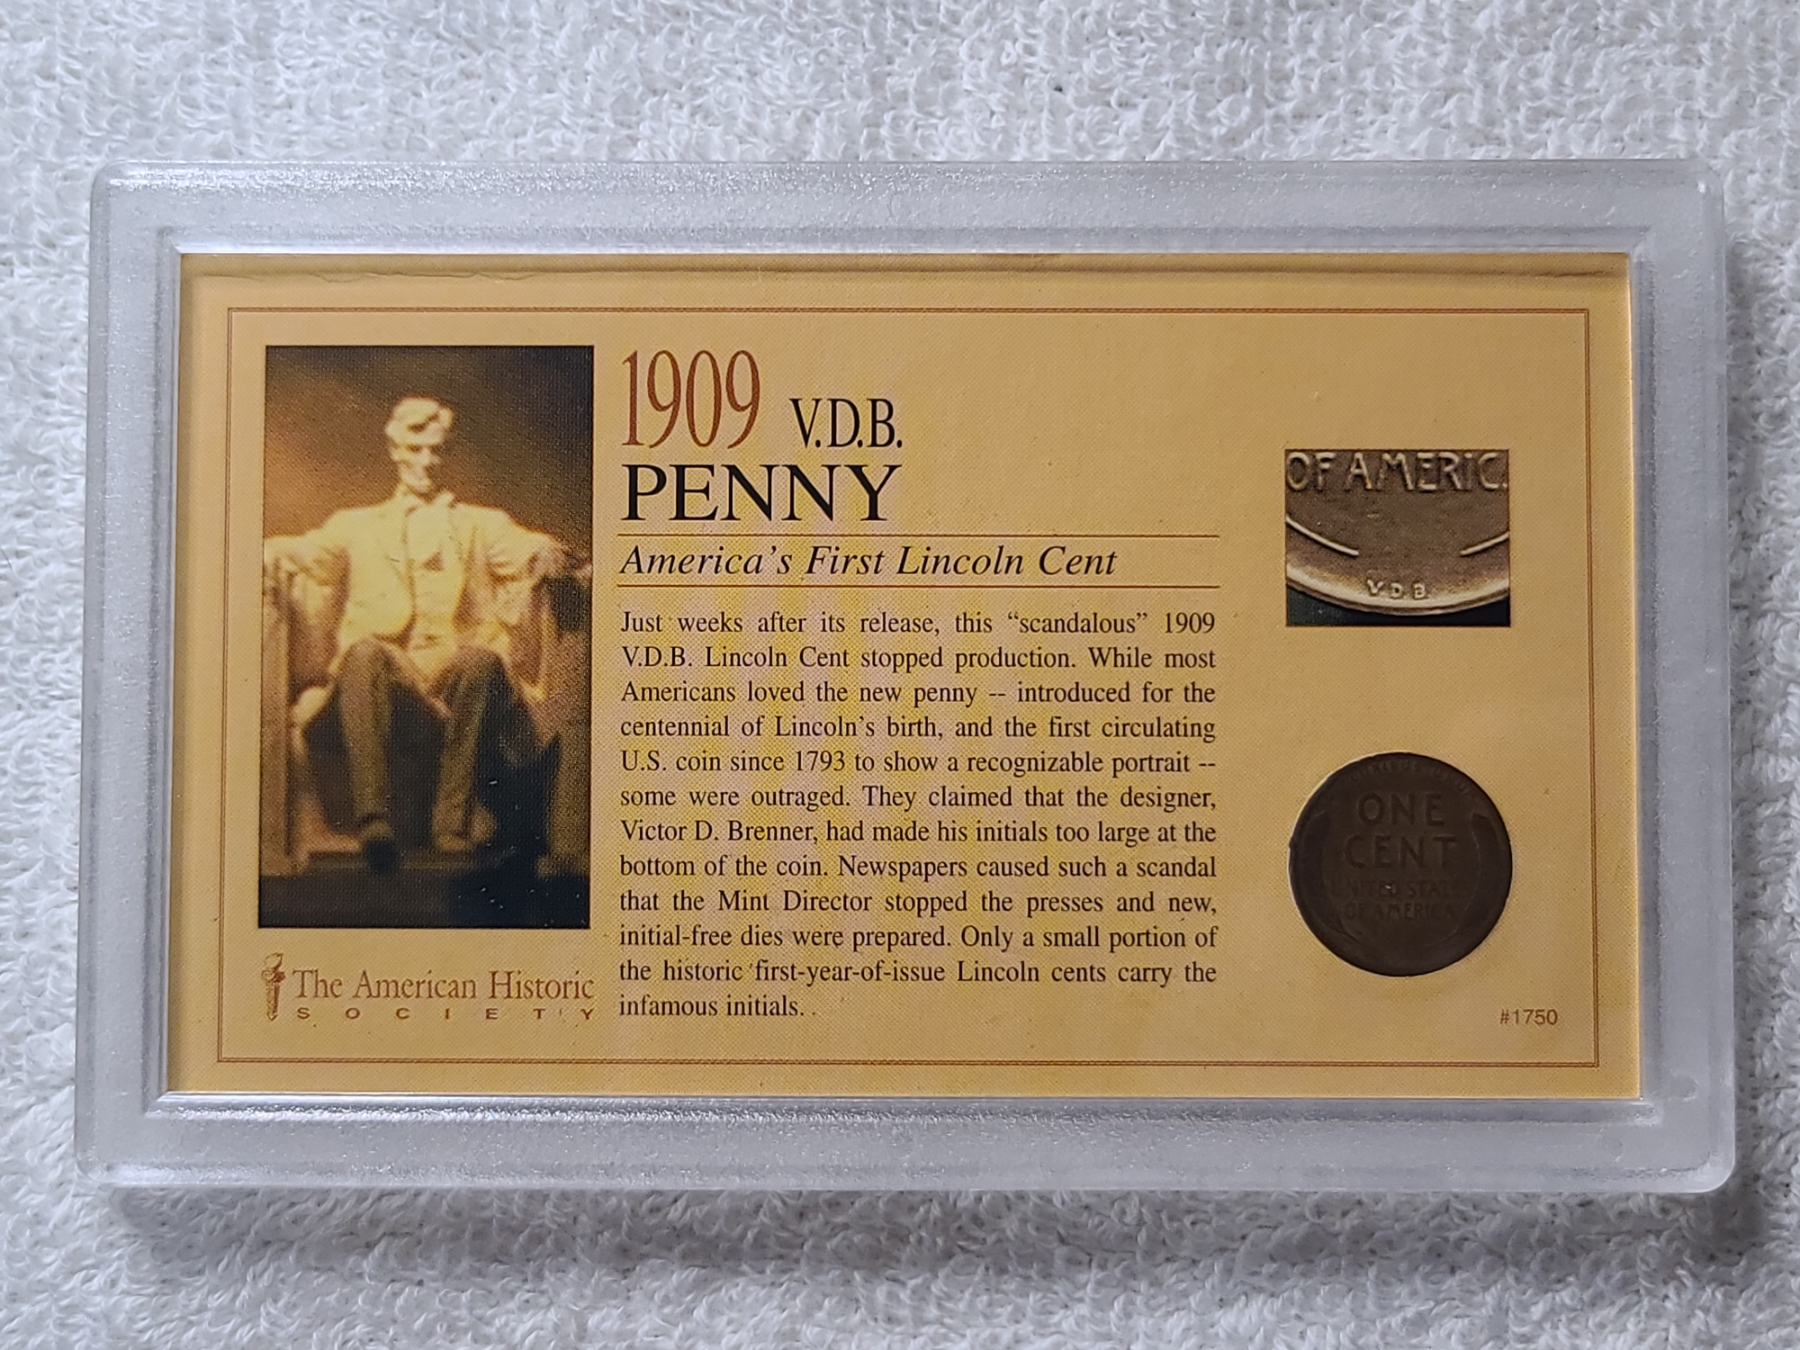 1909 V.D.B.
PENNY
America's First Lincoln Cent
Just weeks after its release, this “scandalous” 1909
V.D.B. Lincoln Cent stopped production. While most
Americans loved the new penny -- introduced for the
centennial of Lincoln's birth, and the first circulating
U.S. coin since 1793 to show a recognizable portrait --
some were outraged. They claimed that the designer,
Victor D. Brenner, had made his initials too large at the
bottom of the coin. Newspapers caused such a scandal
that the Mint Director stopped the presses and new,
initial-free dies were prepared. Only a small portion of
the historic first-year-of-issue Lincoln cents carry the
infamous initials.
The American Historic
SOCIETY
OF AMERIC
V.D.B.
ONE
CENT
UNITED STATES
OF AMERICA
#1750